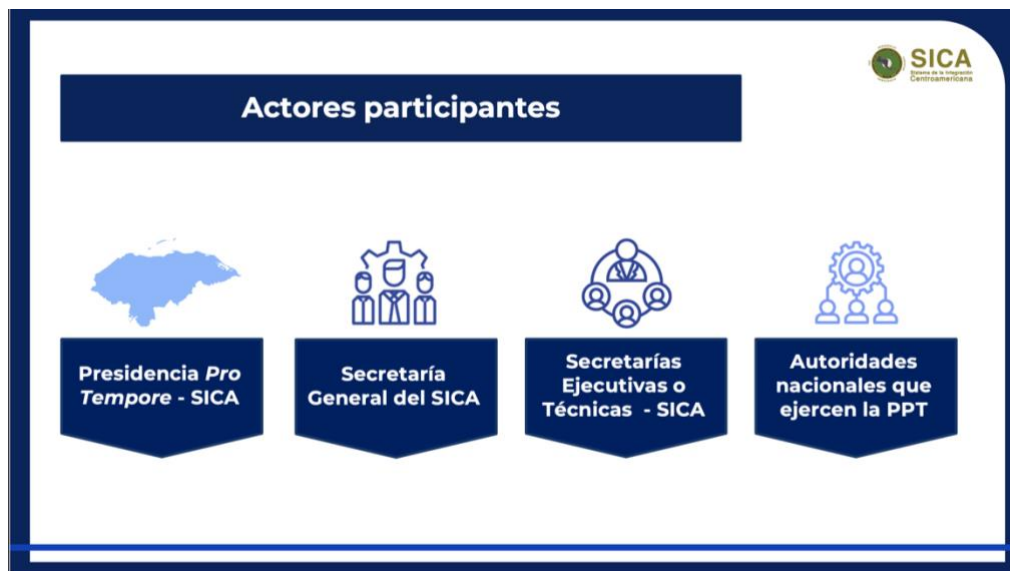 SICA
Sistema de la Integración
Centroamericana
Actores participantes
Presidencia Pro
Tempore - SICA
Secretaría
General del SICA
Secretarías
Ejecutivas o
Técnicas - SICA
Autoridades
nacionales que
ejercen la PPT